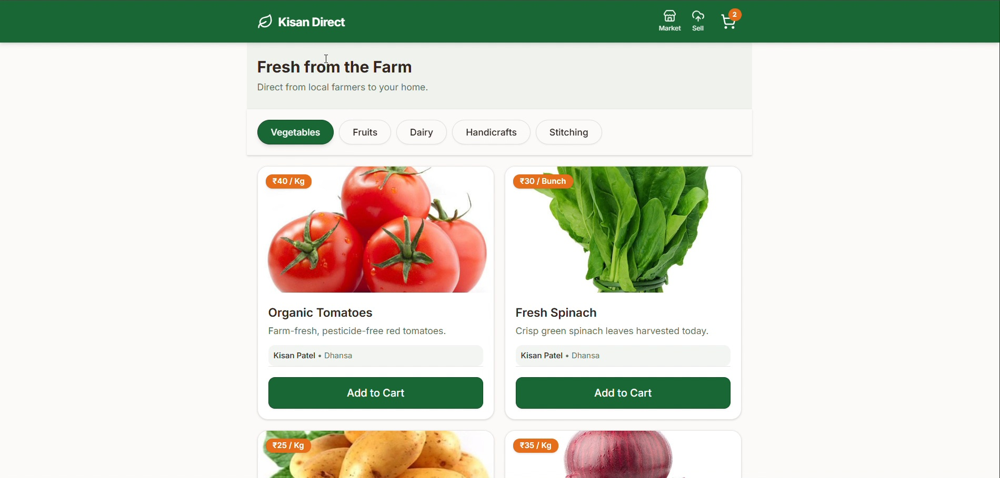 Kisan Direct
Market
Sell
2
Fresh from the Farm
Direct from local farmers to your home.
Vegetables
Fruits
Dairy
Handicrafts
Stitching
₹40 / Kg
Organic Tomatoes
Farm-fresh, pesticide-free red tomatoes.
Kisan Patel • Dhansa
Add to Cart
₹30 / Bunch
Fresh Spinach
Crisp green spinach leaves harvested today.
Kisan Patel • Dhansa
Add to Cart
₹25 / Kg
₹35 / Kg